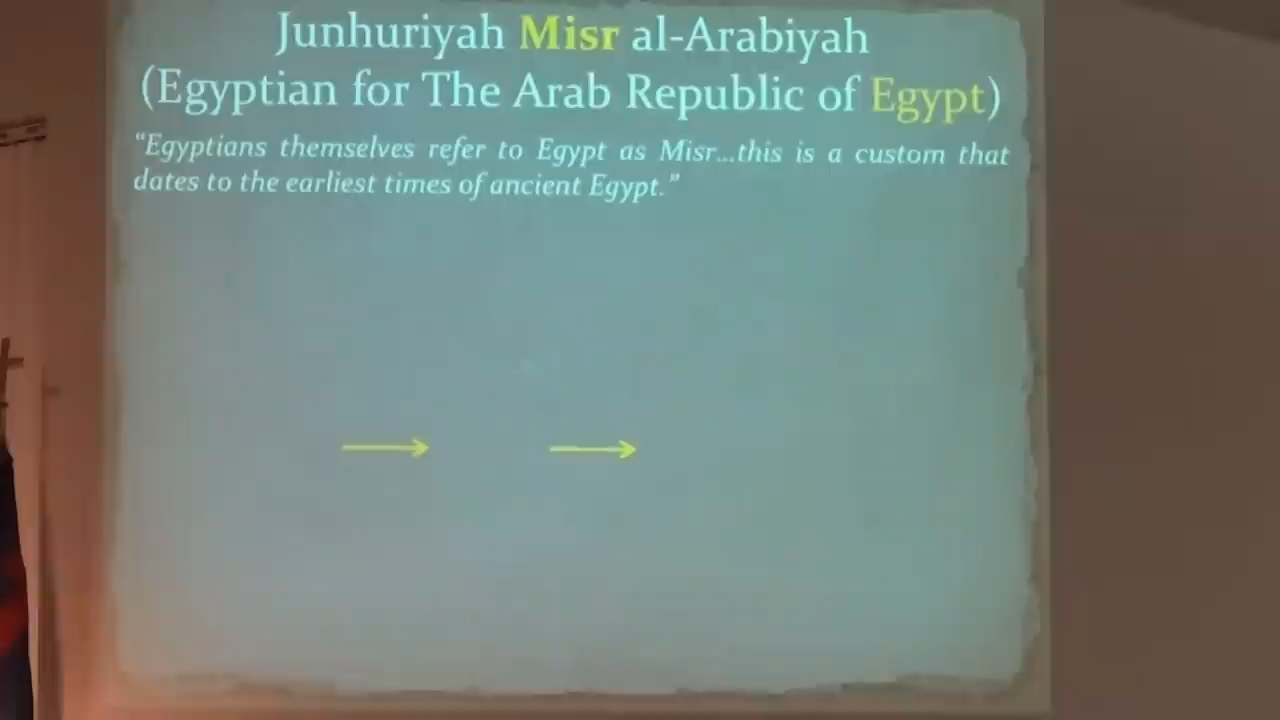 Junhuriyah Misr al-Arabiyah
(Egyptian for The Arab Republic of Egypt)
“Egyptians themselves refer to Egypt as Misr...this is a custom that
dates to the earliest times of ancient Egypt.”